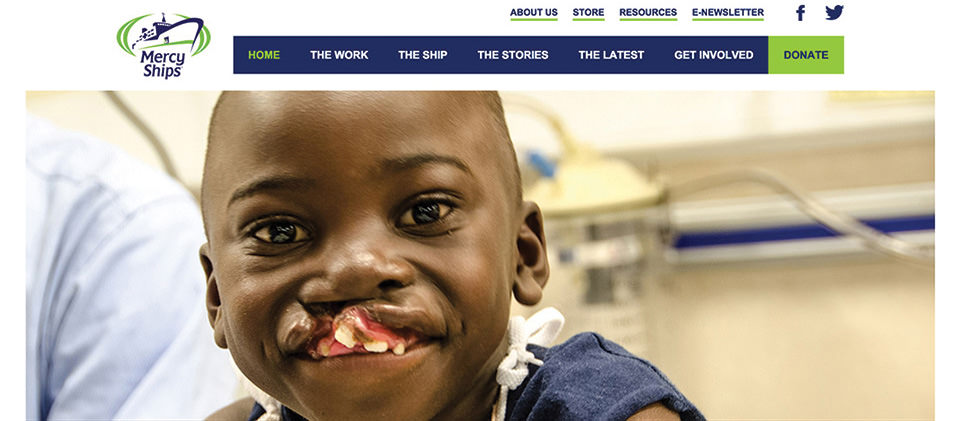 ABOUT US STORE RESOURCES E-NEWSLETTER
Mercy
Ships
HOME THE WORK THE SHIP THE STORIES THE LATEST GET INVOLVED DONATE